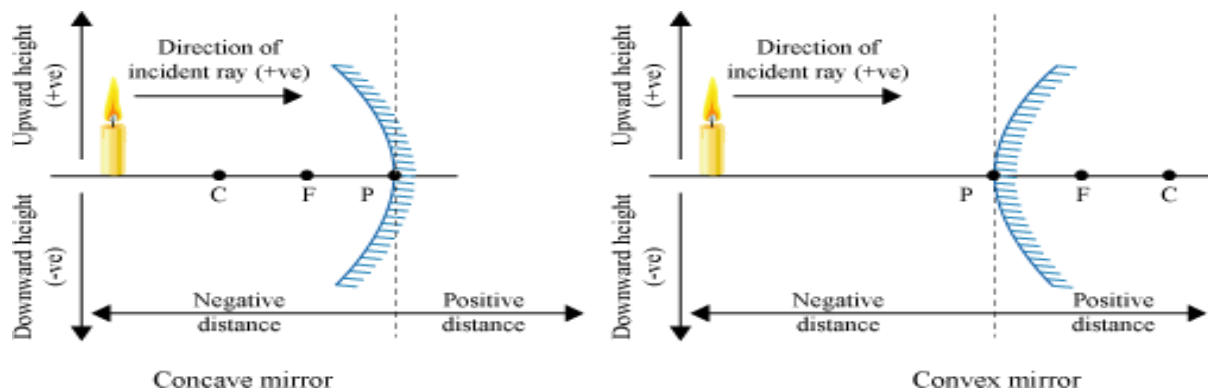 Upward height
(+ve)
Direction of
incident ray (+ve)
C
F
P
Downward height
(-ve)
Negative
distance
Positive
distance
Concave mirror
Upward height
(+ve)
Direction of
incident ray (+ve)
P
F
C
Downward height
(-ve)
Negative
distance
Positive
distance
Convex mirror